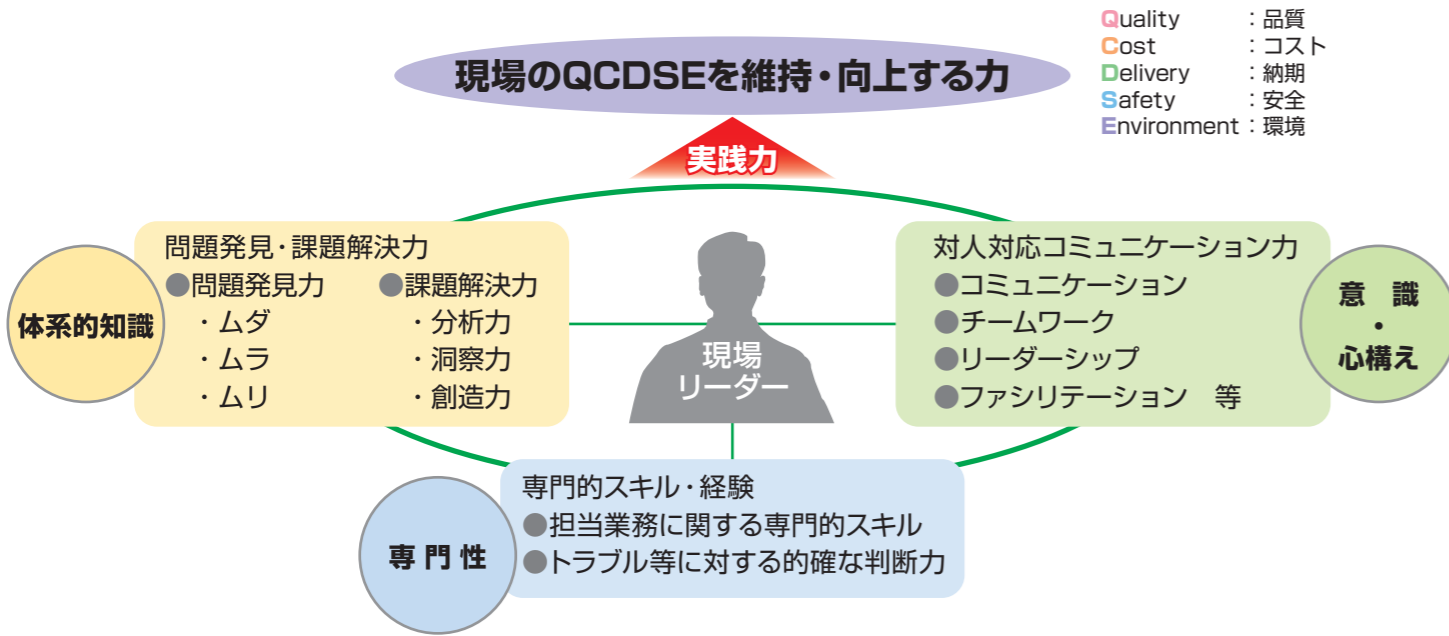 現場のQCDSEを維持・向上する力
Quality：品質
Cost：コスト
Delivery：納期
Safety：安全
Environment：環境
実践力
体系的知識
問題発見・課題解決力
●問題発見力
・ムダ
・ムラ
・ムリ
●課題解決力
・分析力
・洞察力
・創造力
現場
リーダー
対人対応コミュニケーション力
●コミュニケーション
●チームワーク
●リーダーシップ
●ファシリテーション　等
意　識
・
心構え
専門性
専門的スキル・経験
●担当業務に関する専門的スキル
●トラブル等に対する的確な判断力